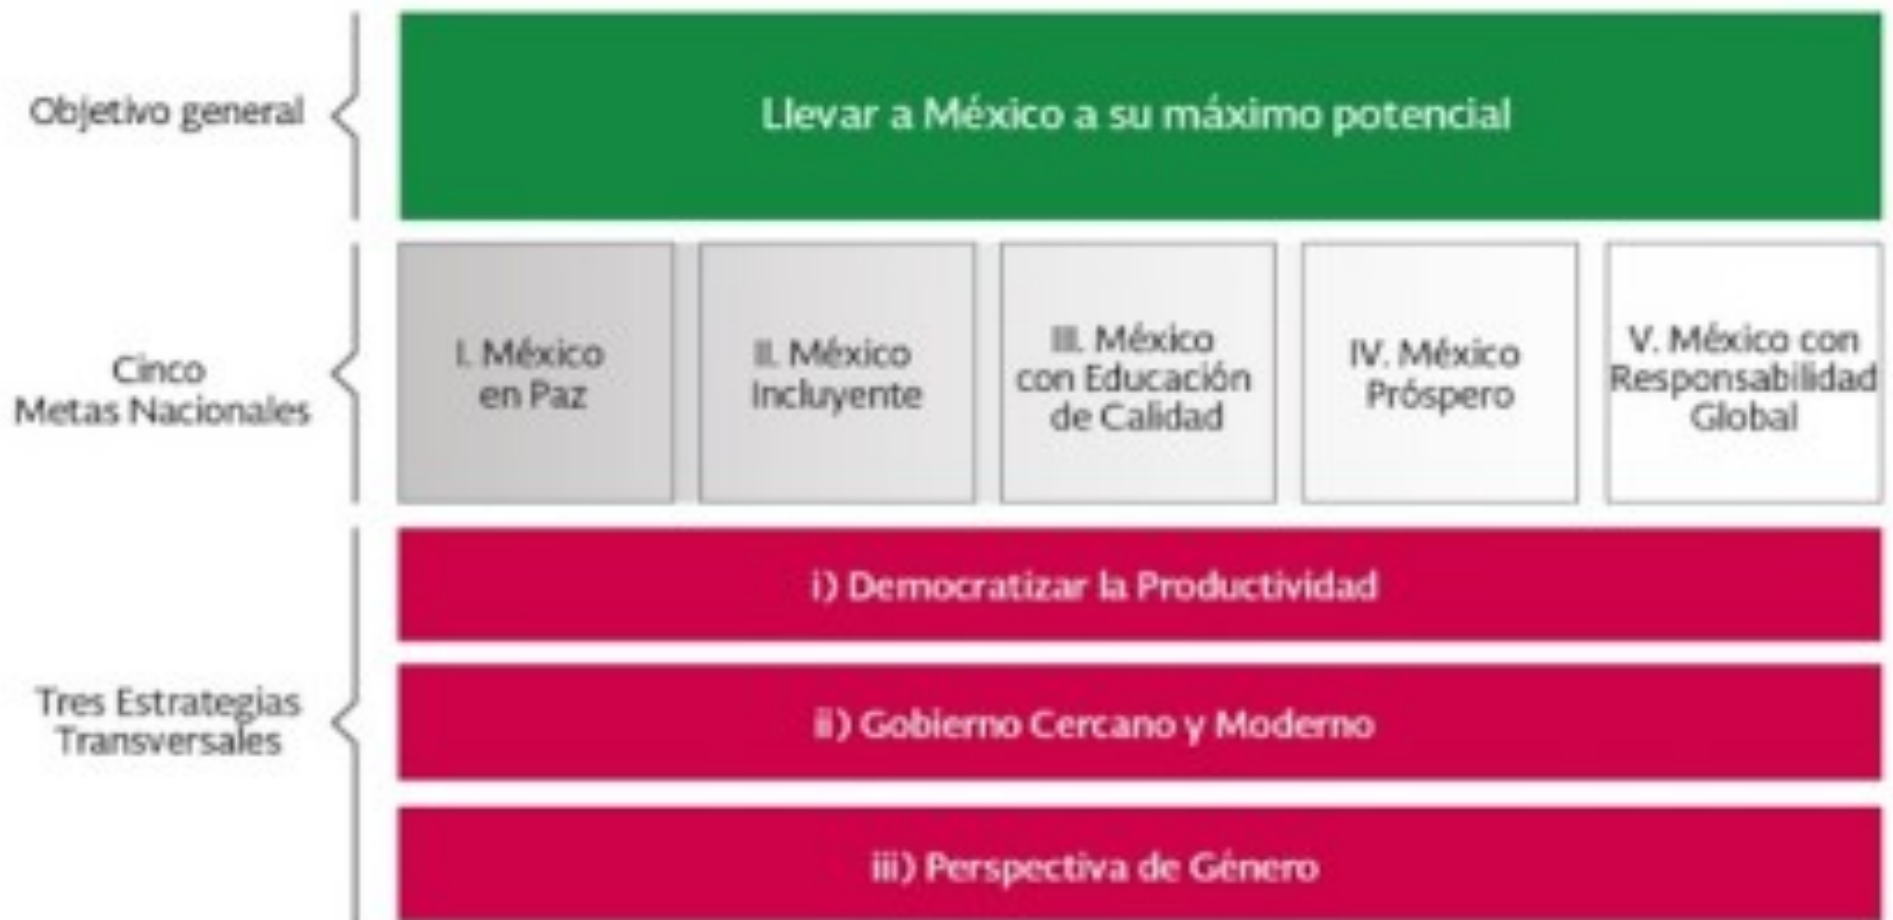 Objetivo general
Llevar a México a su máximo potencial
Cinco
Metas Nacionales
I. México
en Paz
II. México
Incluyente
III. México
con Educación
de Calidad
IV. México
Próspero
V. México con
Responsabilidad
Global
Tres Estrategias
Transversales
i) Democratizar la Productividad
ii) Gobierno Cercano y Moderno
iii) Perspectiva de Género